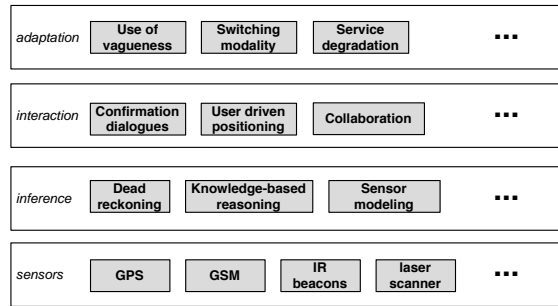 adaptation
Use of
vagueness
Switching
modality
Service
degradation
...
interaction
Confirmation
dialogues
User driven
positioning
Collaboration
...
inference
Dead
reckoning
Knowledge-based
reasoning
Sensor
modeling
...
sensors
GPS
GSM
IR
beacons
laser
scanner
...